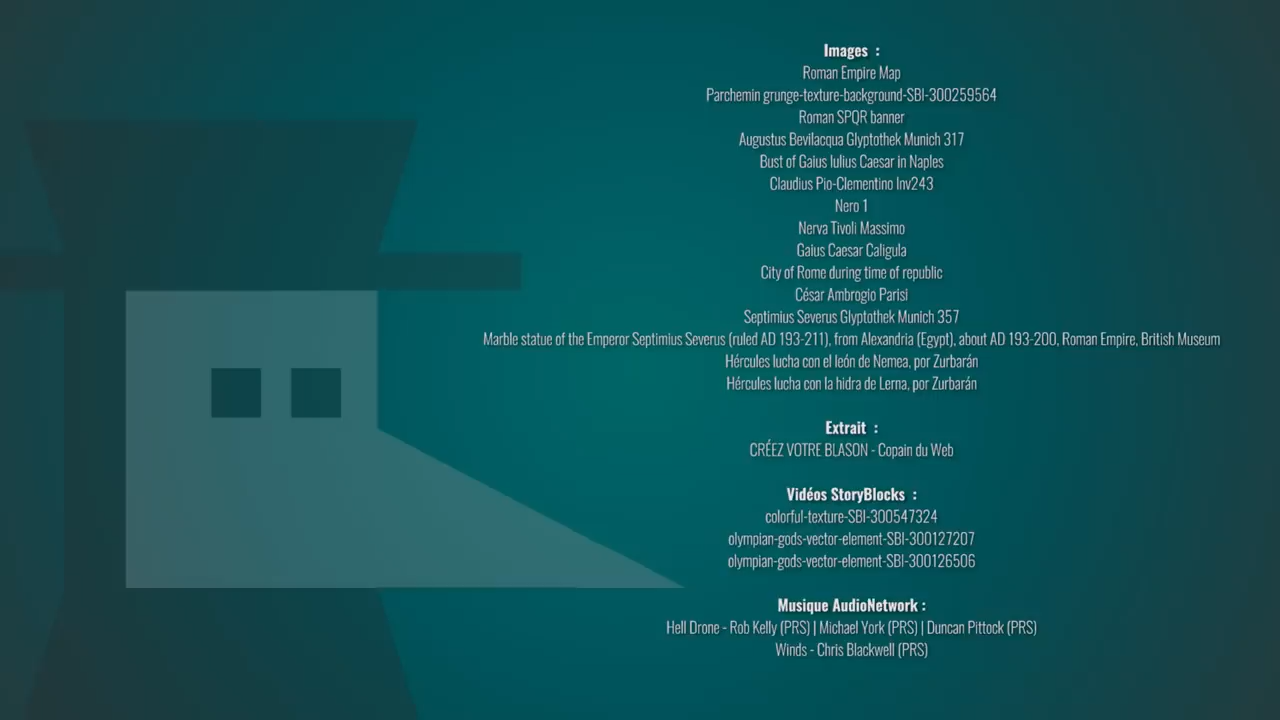 Images :
Roman Empire Map
Parchemin grunge-texture-background-SBI-300259564
Roman SPQR banner
Augustus Bevilacqua Glyptothek Munich 317
Bust of Gaius Iulius Caesar in Naples
Claudius Pio-Clementino Inv243
Nero 1
Nerva Tivoli Massimo
Gaius Caesar Caligula
City of Rome during time of republic
César Ambrogio Parisi
Septimius Severus Glyptothek Munich 357
Marble statue of the Emperor Septimius Severus (ruled AD 193-211), from Alexandria (Egypt), about AD 193-200, Roman Empire, British Museum
Hércules lucha con el león de Nemea, por Zurbarán
Hércules lucha con la hidra de Lerna, por Zurbarán
Extrait :
CRÉEZ VOTRE BLASON - Copain du Web
Vidéos StoryBlocks :
colorful-texture-SBI-300547324
olympian-gods-vector-element-SBI-300127207
olympian-gods-vector-element-SBI-300126506
Musique AudioNetwork :
Hell Drone - Rob Kelly (PRS) | Michael York (PRS) | Duncan Pittock (PRS)
Winds - Chris Blackwell (PRS)